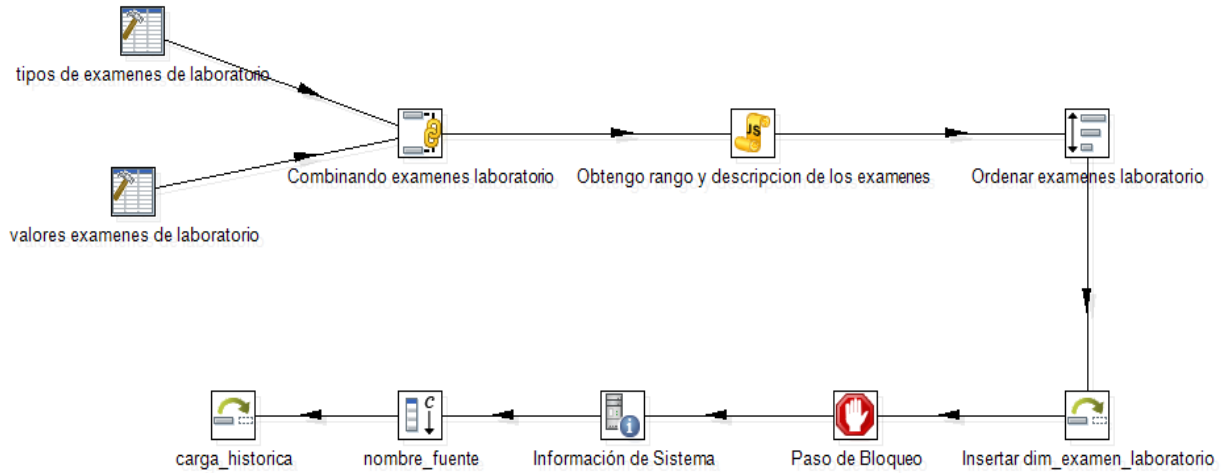 tipos de examenes de laboratorio
valores examenes de laboratorio
Combinando examenes laboratorio
JS
Obtengo rango y descripcion de los examenes
Ordenar examenes laboratorio
carga_historica
C
nombre_fuente
i
Información de Sistema
Paso de Bloqueo
Insertar dim_examen_laboratorio